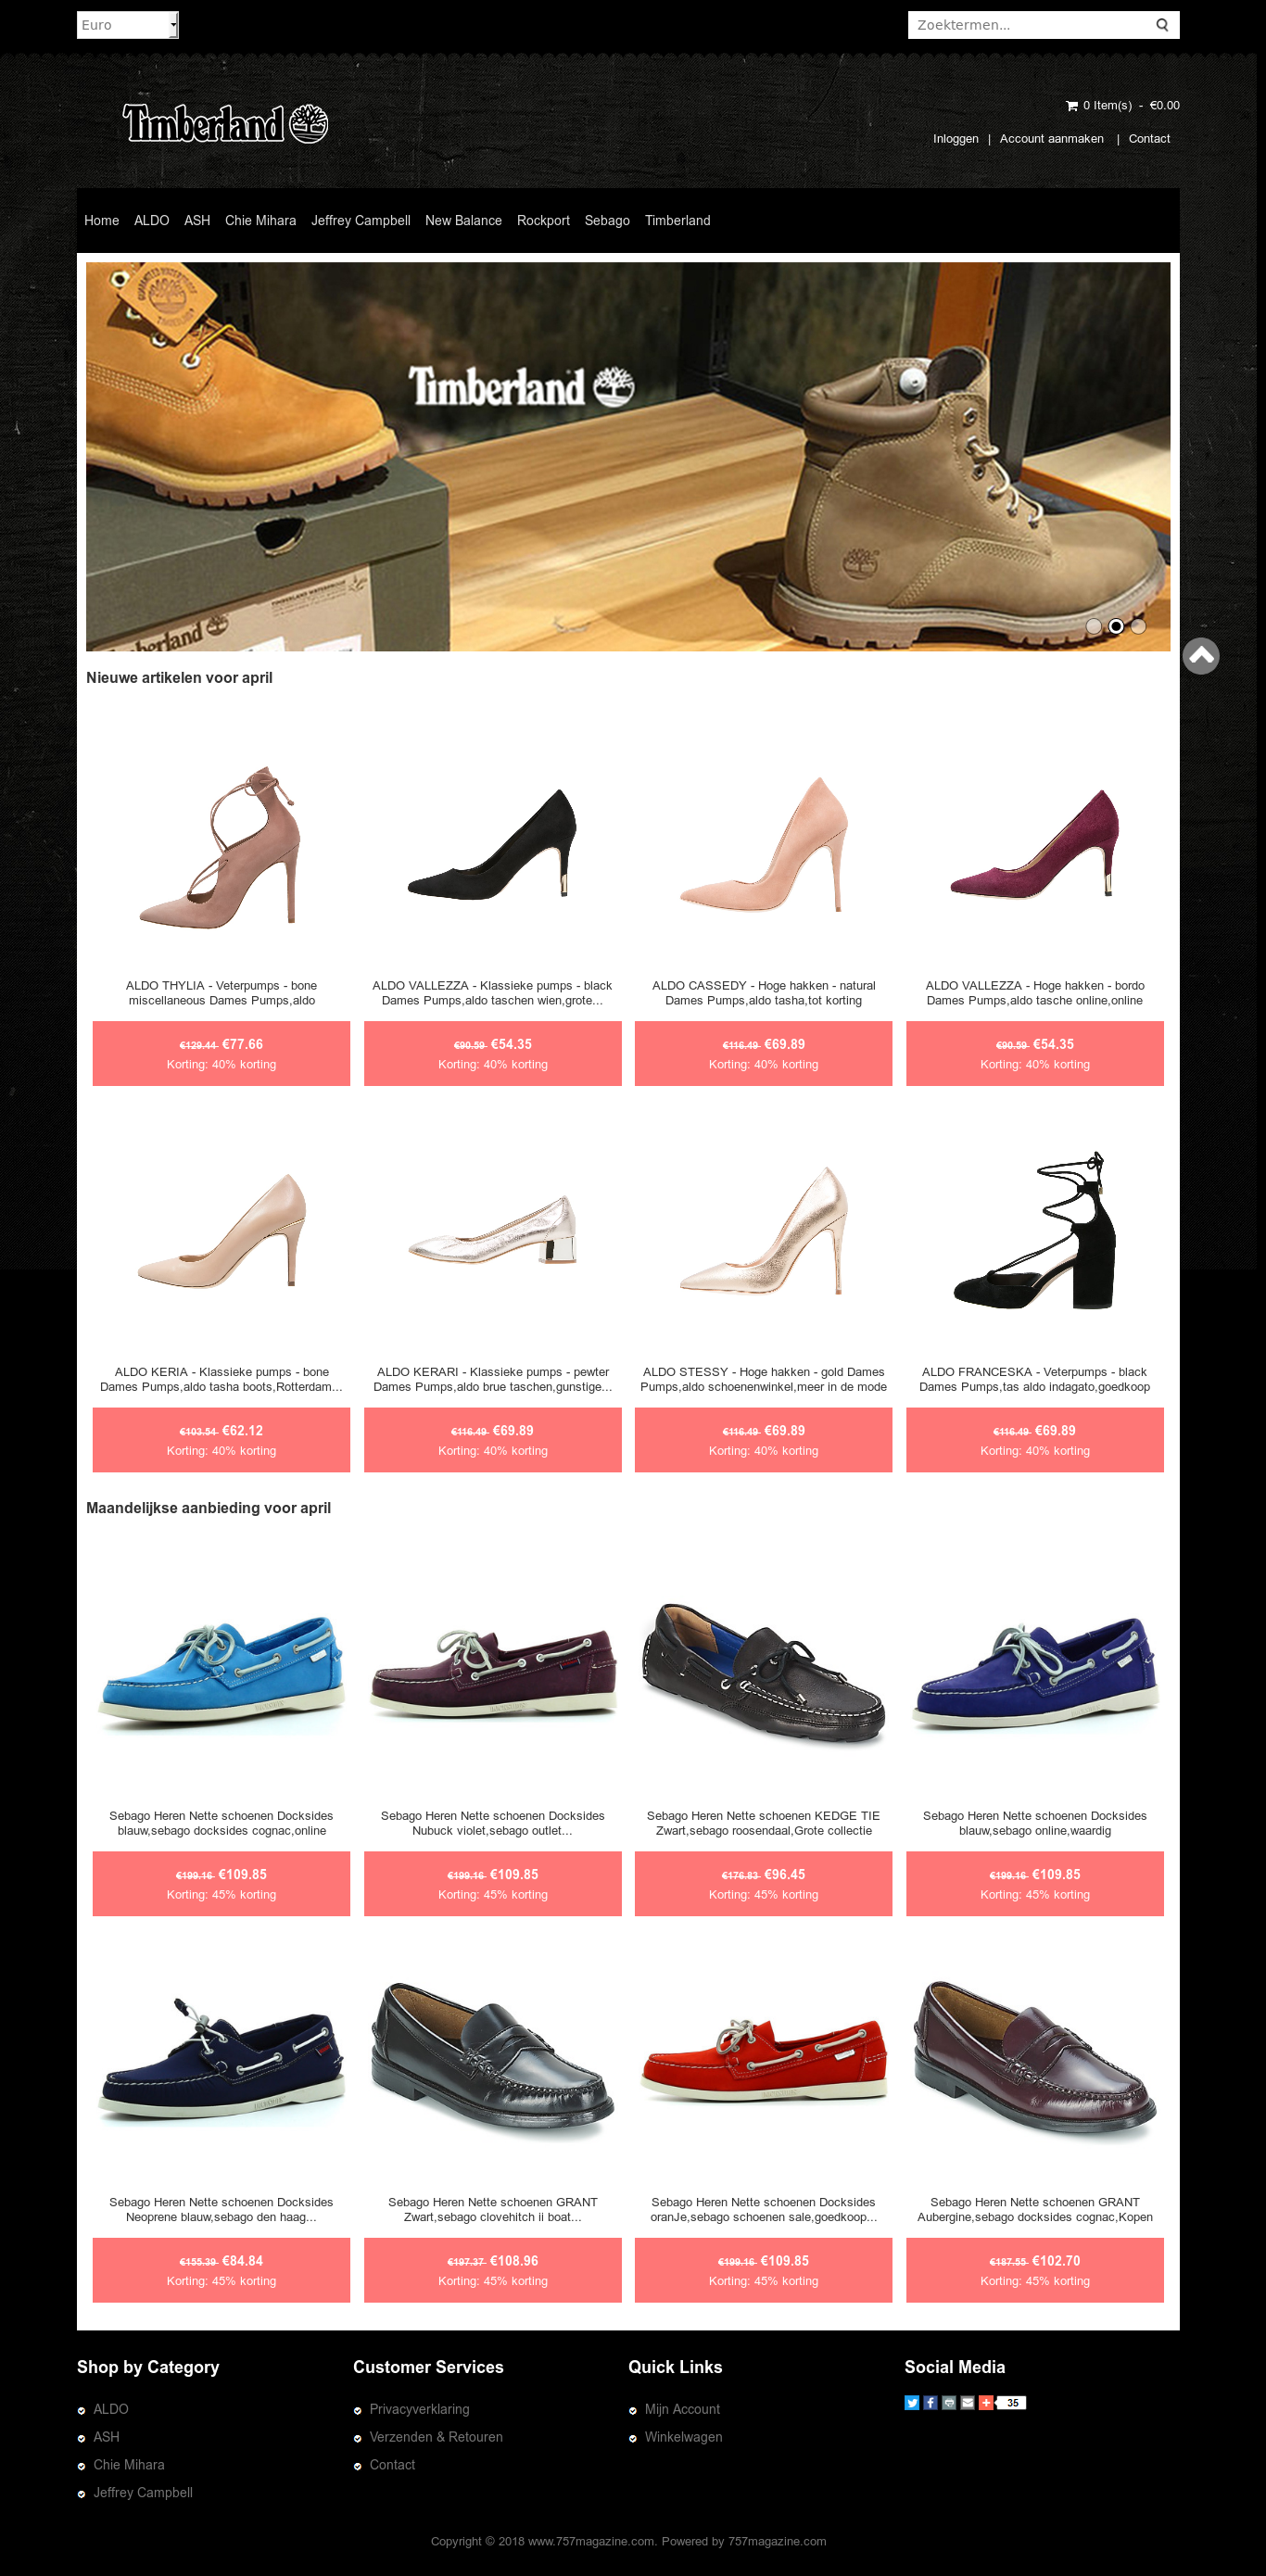 Euro
Zoektermen...
Timberland
0 Item(s) - €0.00
Inloggen | Account aanmaken | Contact
Home ALDO ASH Chie Mihara Jeffrey Campbell New Balance Rockport Sebago Timberland
Timberland
Nieuwe artikelen voor april
ALDO THYLIA - Veterpumps - bone
miscellaneous Dames Pumps,aldo
€129.44 €77.66
Korting: 40% korting
ALDO VALLEZZA - Klassieke pumps - black
Dames Pumps,aldo taschen wien,grote...
€90.59 €54.35
Korting: 40% korting
ALDO CASSEDY - Hoge hakken - natural
Dames Pumps,aldo tasha,tot korting
€116.49 €69.89
Korting: 40% korting
ALDO VALLEZZA - Hoge hakken - bordo
Dames Pumps,aldo tasche online,online
€90.59 €54.35
Korting: 40% korting
ALDO KERIA - Klassieke pumps - bone
Dames Pumps,aldo tasha boots,Rotterdam...
€103.54 €62.12
Korting: 40% korting
ALDO KERARI - Klassieke pumps - pewter
Dames Pumps,aldo brue taschen,gunstige...
€116.49 €69.89
Korting: 40% korting
ALDO STESSY - Hoge hakken - gold Dames
Pumps,aldo schoenenwinkel,meer in de mode
€116.49 €69.89
Korting: 40% korting
ALDO FRANCESKA - Veterpumps - black
Dames Pumps,tas aldo indagato,goedkoop
€116.49 €69.89
Korting: 40% korting
Maandelijkse aanbieding voor april
Sebago Heren Nette schoenen Docksides
blauw,sebago docksides cognac,online
€199.16 €109.85
Korting: 45% korting
Sebago Heren Nette schoenen Docksides
Nubuck violet,sebago outlet...
€199.16 €109.85
Korting: 45% korting
Sebago Heren Nette schoenen KEDGE TIE
Zwart,sebago roosendaal,Grote collectie
€176.83 €96.45
Korting: 45% korting
Sebago Heren Nette schoenen Docksides
blauw,sebago online,waardig
€199.16 €109.85
Korting: 45% korting
Sebago Heren Nette schoenen Docksides
Neoprene blauw,sebago den haag...
€155.39 €84.84
Korting: 45% korting
Sebago Heren Nette schoenen GRANT
Zwart,sebago clovehitch ii boat...
€197.37 €108.96
Korting: 45% korting
Sebago Heren Nette schoenen Docksides
oranJe,sebago schoenen sale,goedkoop...
€199.16 €109.85
Korting: 45% korting
Sebago Heren Nette schoenen GRANT
Aubergine,sebago docksides cognac,Kopen
€187.55 €102.70
Korting: 45% korting
Shop by Category
ALDO
ASH
Chie Mihara
Jeffrey Campbell
Customer Services
Privacyverklaring
Verzenden & Retouren
Contact
Quick Links
Mijn Account
Winkelwagen
Social Media
35
Copyright © 2018 www.757magazine.com. Powered by 757magazine.com